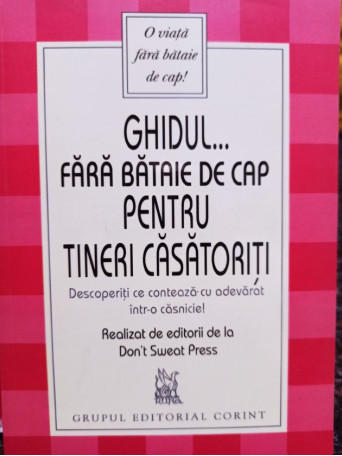 O viață
fără bătaie
de cap!
GHIDUL...
FĂRĂ BĂTAIE DE CAP
PENTRU
TINERI CĂSĂTORIȚI
Descoperiți ce contează cu adevărat
într-o căsnicie!
Realizat de editorii de la
Don't Sweat Press
GRUPUL EDITORIAL CORINT